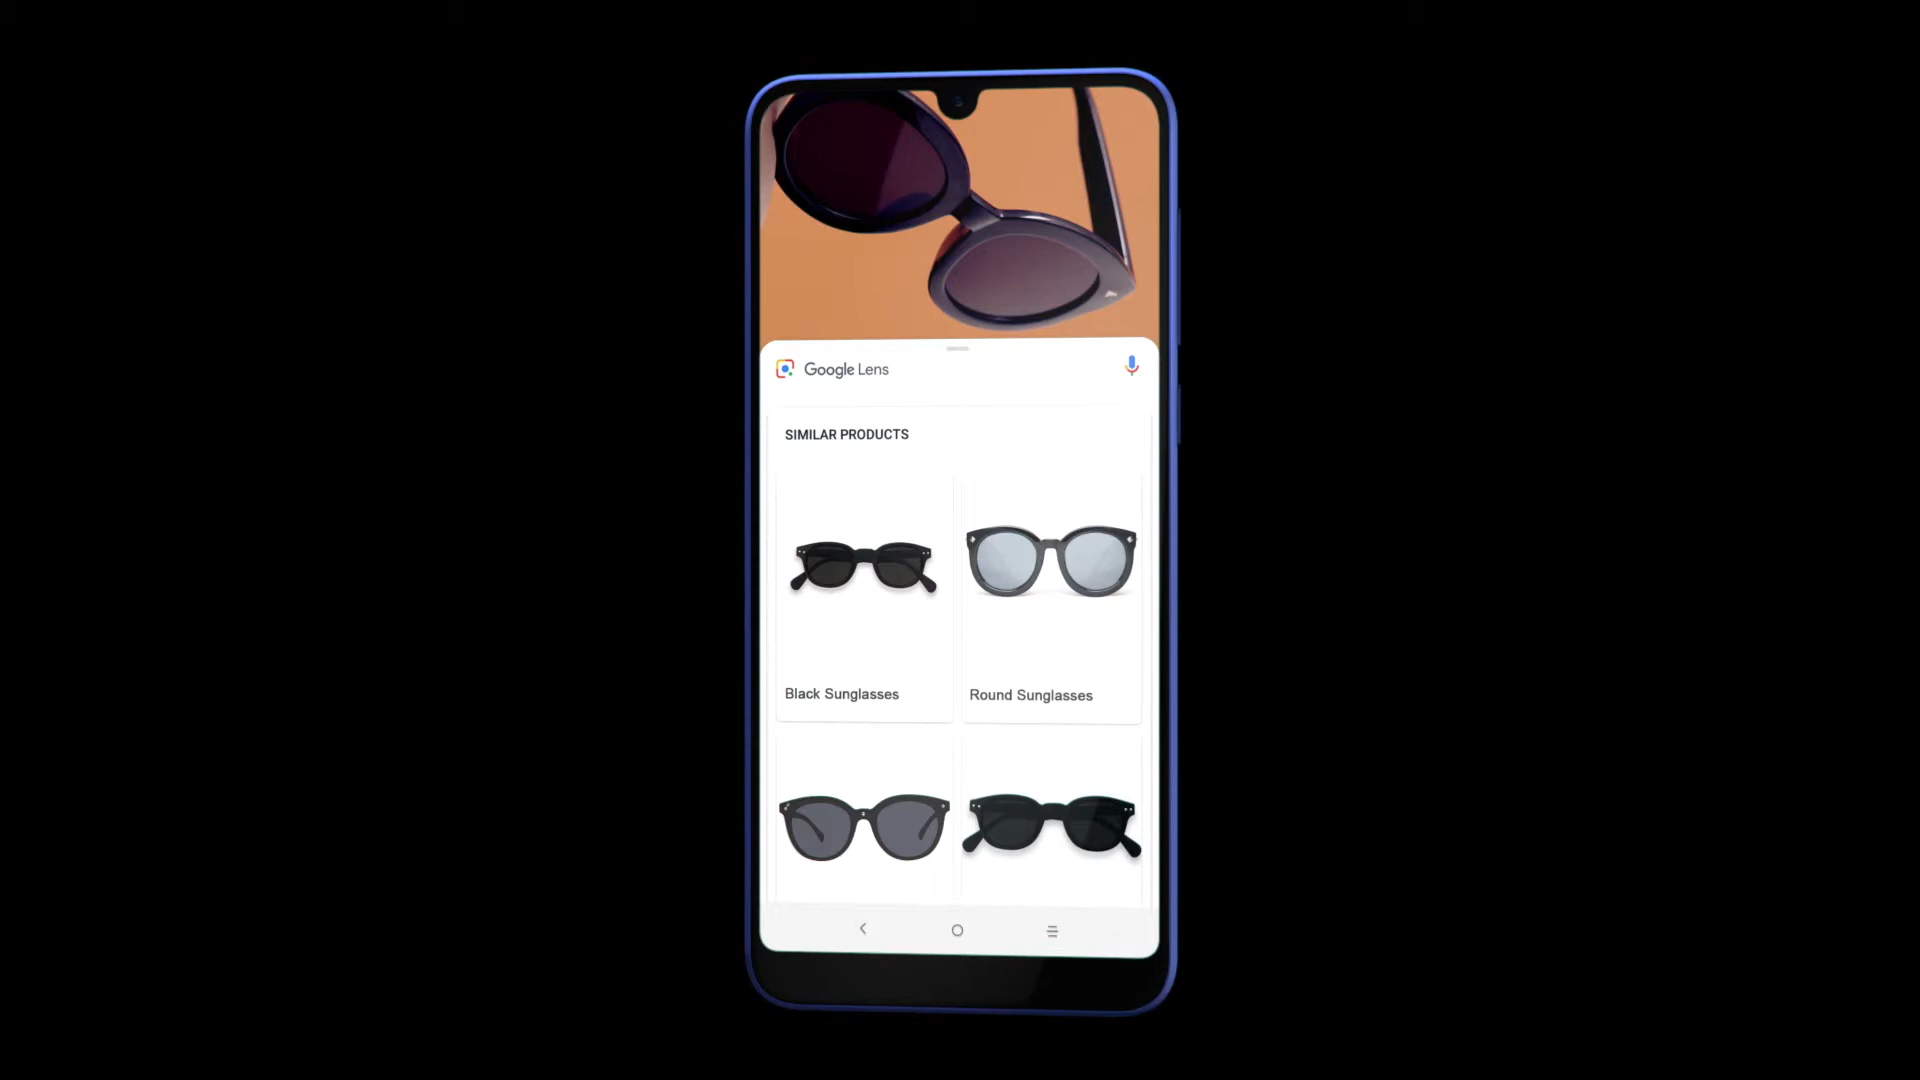 Google Lens
SIMILAR PRODUCTS
Black Sunglasses
Round Sunglasses